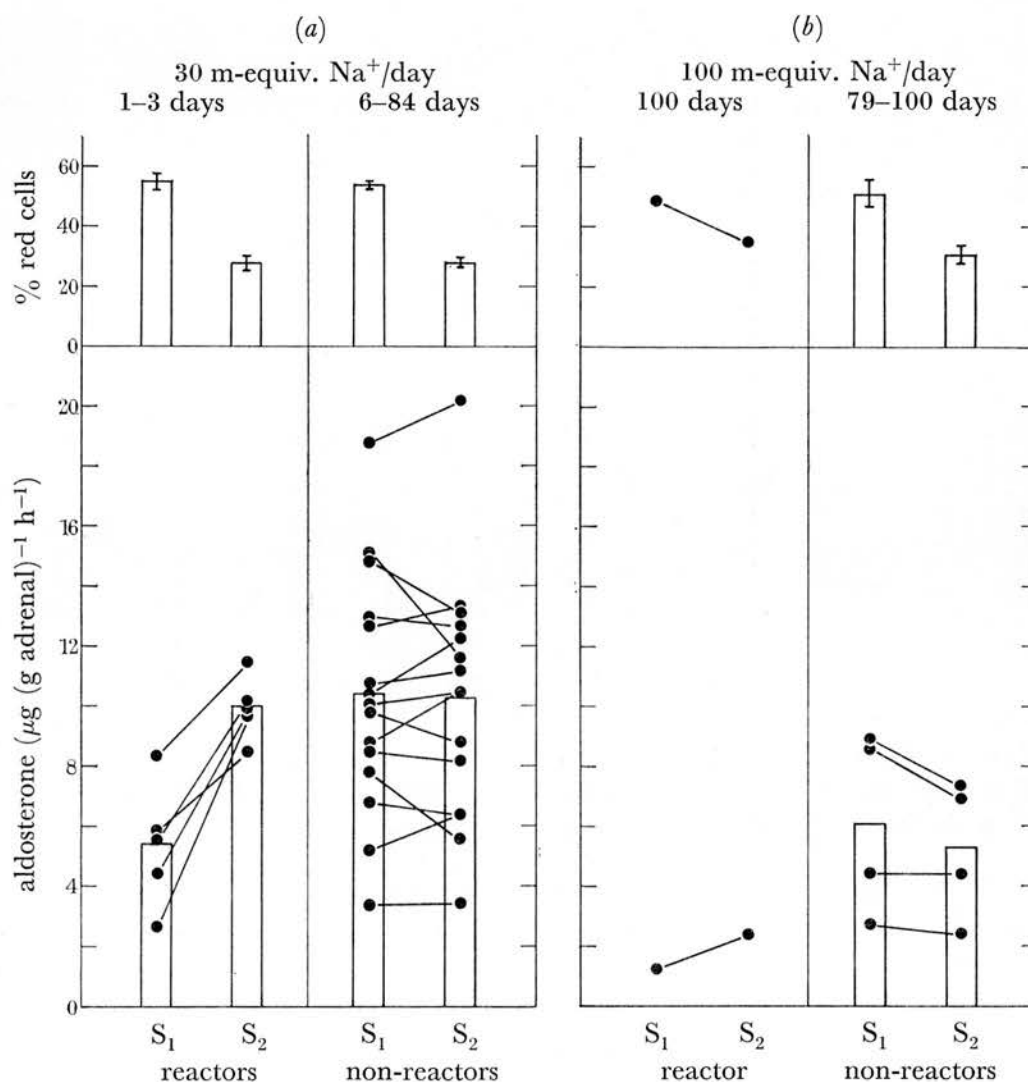 (a)
(b)
30 m-equiv. Na⁺/day
100 m-equiv. Na⁺/day
1–3 days
6–84 days
100 days
79–100 days
% red cells
60
40
20
0
aldosterone (μg (g adrenal)⁻¹ h⁻¹)
20
16
12
8
4
0
S₁
S₂
S₁
S₂
S₁
S₂
S₁
S₂
reactors
non-reactors
reactor
non-reactors